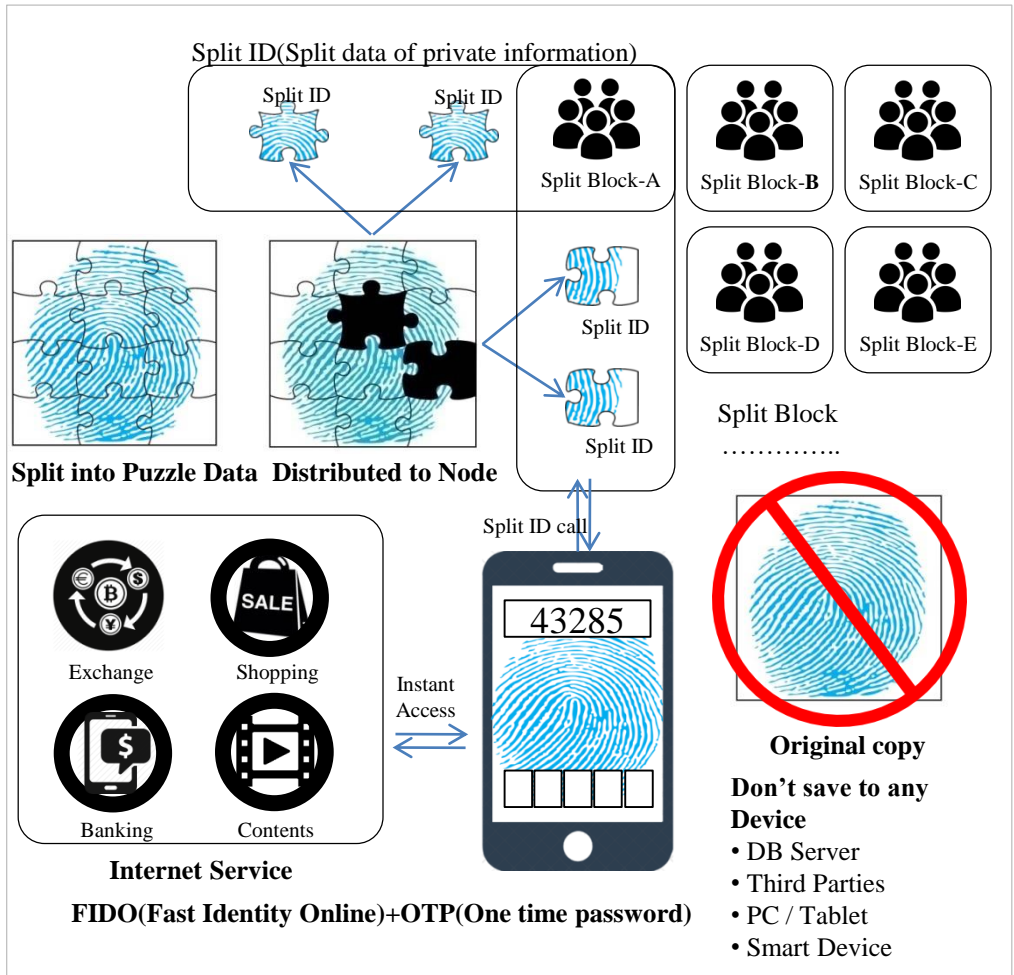 Split ID(Split data of private information)
Split ID
Split ID
Split Block-A
Split Block-B
Split Block-C
Split ID
Split ID
Split Block-D
Split Block-E
Split Block
…………..
Split into Puzzle Data
Distributed to Node
Split ID call
43285
€
$
B
¥
SALE
Exchange
Shopping
$
Banking
Contents
Instant
Access
Internet Service
FIDO(Fast Identity Online)+OTP(One time password)
Original copy
Don’t save to any
Device
• DB Server
• Third Parties
• PC / Tablet
• Smart Device